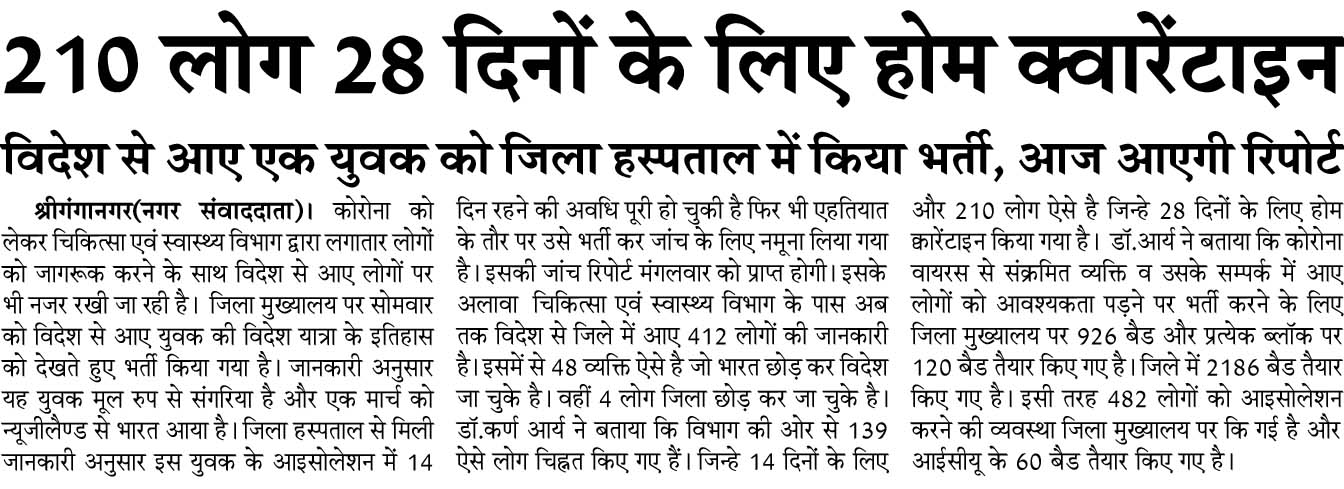 210 लोग 28 दिनों के लिए होम क्वारेंटाइन
विदेश से आए एक युवक को जिला हस्पताल में किया भर्ती, आज आएगी रिपोर्ट
श्रीगंगानगर(नगर संवाददाता)। कोरोना को
लेकर चिकित्सा एवं स्वास्थ्य विभाग द्वारा लगातार लोगों
को जागरूक करने के साथ विदेश से आए लोगों पर
भी नजर रखी जा रही है। जिला मुख्यालय पर सोमवार
को विदेश से आए युवक की विदेश यात्रा के इतिहास
को देखते हुए भर्ती किया गया है। जानकारी अनुसार
यह युवक मूल रुप से संगरिया है और एक मार्च को
न्यूजीलैण्ड से भारत आया है। जिला हस्पताल से मिली
जानकारी अनुसार इस युवक के आइसोलेशन में 14
दिन रहने की अवधि पूरी हो चुकी है फिर भी एहतियात
के तौर पर उसे भर्ती कर जांच के लिए नमूना लिया गया
है। इसकी जांच रिपोर्ट मंगलवार को प्राप्त होगी। इसके
अलावा चिकित्सा एवं स्वास्थ्य विभाग के पास अब
तक विदेश से जिले में आए 412 लोगों की जानकारी
है। इसमें से 48 व्यक्ति ऐसे है जो भारत छोड़ कर विदेश
जा चुके है। वहीं 4 लोग जिला छोड़ कर जा चुके है।
डॉ.कर्ण आर्य ने बताया कि विभाग की ओर से 139
ऐसे लोग चिह्नत किए गए हैं। जिन्हे 14 दिनों के लिए
और 210 लोग ऐसे है जिन्हे 28 दिनों के लिए होम
क्वारेंटाइन किया गया है। डॉ.आर्य ने बताया कि कोरोना
वायरस से संक्रमित व्यक्ति व उसके सम्पर्क में आए
लोगों को आवश्यकता पड़ने पर भर्ती करने के लिए
जिला मुख्यालय पर 926 बैड और प्रत्येक ब्लॉक पर
120 बैड तैयार किए गए है। जिले में 2186 बैड तैयार
किए गए है। इसी तरह 482 लोगों को आइसोलेशन
करने की व्यवस्था जिला मुख्यालय पर कि गई है और
आईसीयू के 60 बैड तैयार किए गए है।